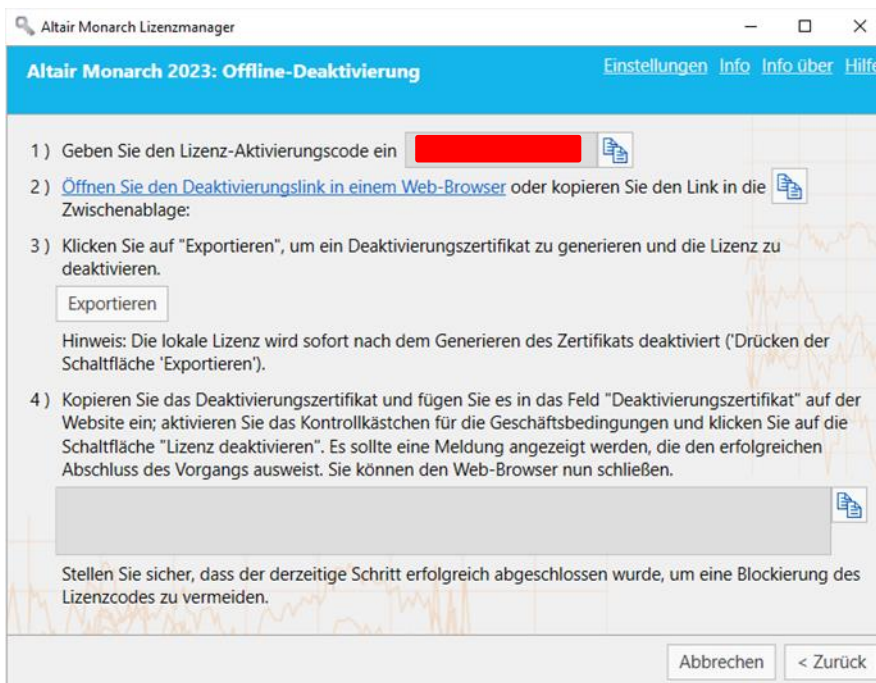 Altair Monarch Lizenzmanager
Altair Monarch 2023: Offline-Deaktivierung Einstellungen Info Info über Hilfe
1 ) Geben Sie den Lizenz-Aktivierungscode ein
2 ) Öffnen Sie den Deaktivierungslink in einem Web-Browser oder kopieren Sie den Link in die
Zwischenablage:
3 ) Klicken Sie auf "Exportieren", um ein Deaktivierungszertifikat zu generieren und die Lizenz zu
deaktivieren.
Exportieren
Hinweis: Die lokale Lizenz wird sofort nach dem Generieren des Zertifikats deaktiviert ('Drücken der
Schaltfläche 'Exportieren').
4 ) Kopieren Sie das Deaktivierungszertifikat und fügen Sie es in das Feld "Deaktivierungszertifikat" auf der
Website ein; aktivieren Sie das Kontrollkästchen für die Geschäftsbedingungen und klicken Sie auf die
Schaltfläche "Lizenz deaktivieren". Es sollte eine Meldung angezeigt werden, die den erfolgreichen
Abschluss des Vorgangs ausweist. Sie können den Web-Browser nun schließen.
Stellen Sie sicher, dass der derzeitige Schritt erfolgreich abgeschlossen wurde, um eine Blockierung des
Lizenzcodes zu vermeiden.
Abbrechen < Zurück